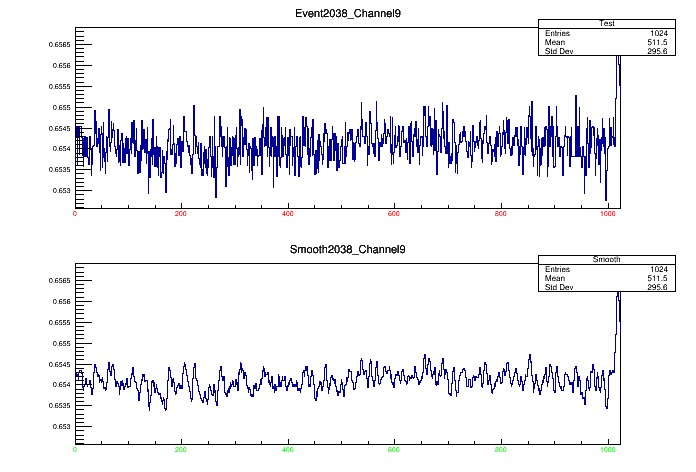 Event2038_Channel9
Test
Entries 1024
Mean 511.5
Std Dev 295.6
0.6565
0.656
0.6555
0.655
0.6545
0.654
0.6535
0.653
0 200 400 600 800 1000
Smooth2038_Channel9
Smooth
Entries 1024
Mean 511.5
Std Dev 295.6
0.6565
0.656
0.6555
0.655
0.6545
0.654
0.6535
0.653
0 200 400 600 800 1000